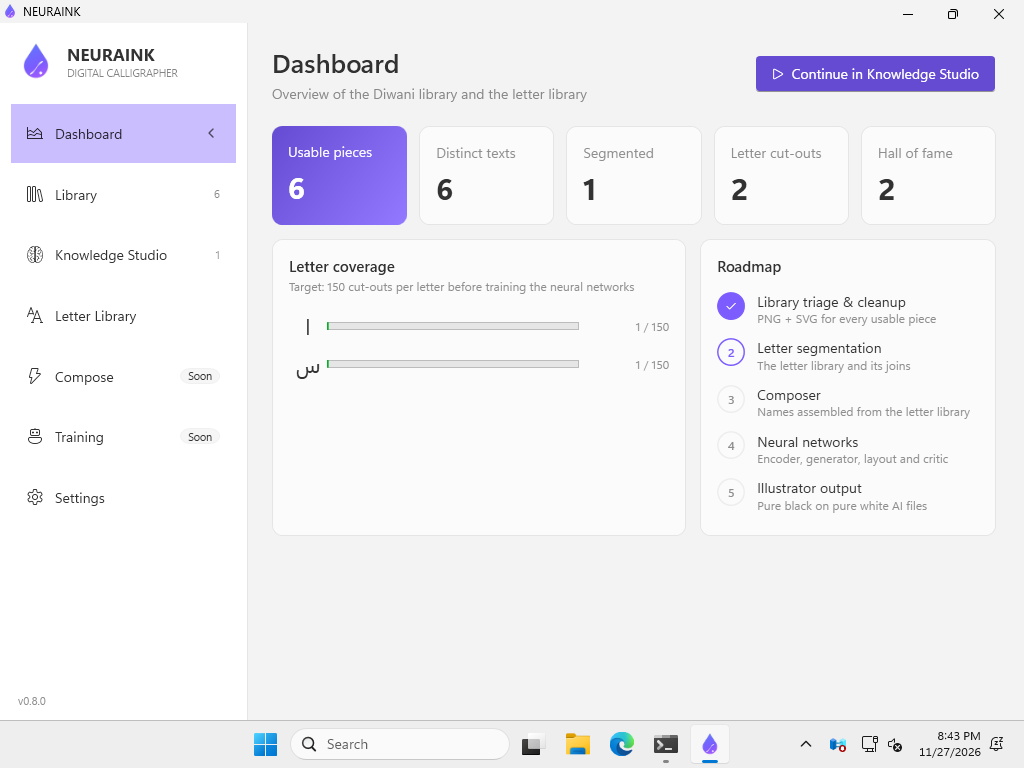 NEURAINK
NEURAINK
DIGITAL CALLIGRAPHER
Dashboard
Library 6
Knowledge Studio 1
Letter Library
Compose Soon
Training Soon
Settings
v0.8.0
Dashboard
Overview of the Diwani library and the letter library
Continue in Knowledge Studio
Usable pieces
6
Distinct texts
6
Segmented
1
Letter cut-outs
2
Hall of fame
2
Letter coverage
Target: 150 cut-outs per letter before training the neural networks
ا 1 / 150
س 1 / 150
Roadmap
Library triage & cleanup
PNG + SVG for every usable piece
2 Letter segmentation
The letter library and its joins
3 Composer
Names assembled from the letter library
4 Neural networks
Encoder, generator, layout and critic
5 Illustrator output
Pure black on pure white AI files
Search
8:43 PM
11/27/2026